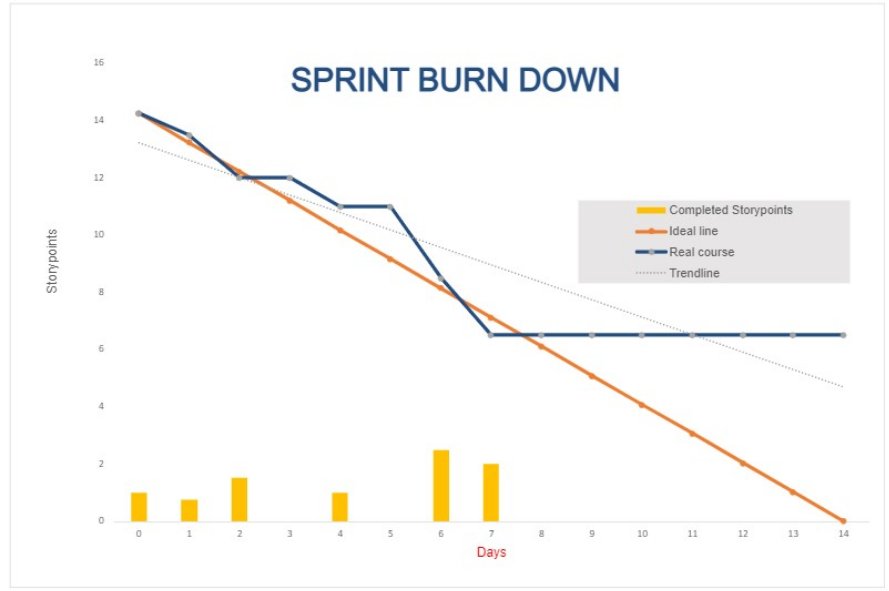 SPRINT BURN DOWN
16
14
12
10
8
6
4
2
0
Storypoints
Completed Storypoints
Ideal line
Real course
Trendline
0 1 2 3 4 5 6 7 8 9 10 11 12 13 14
Days